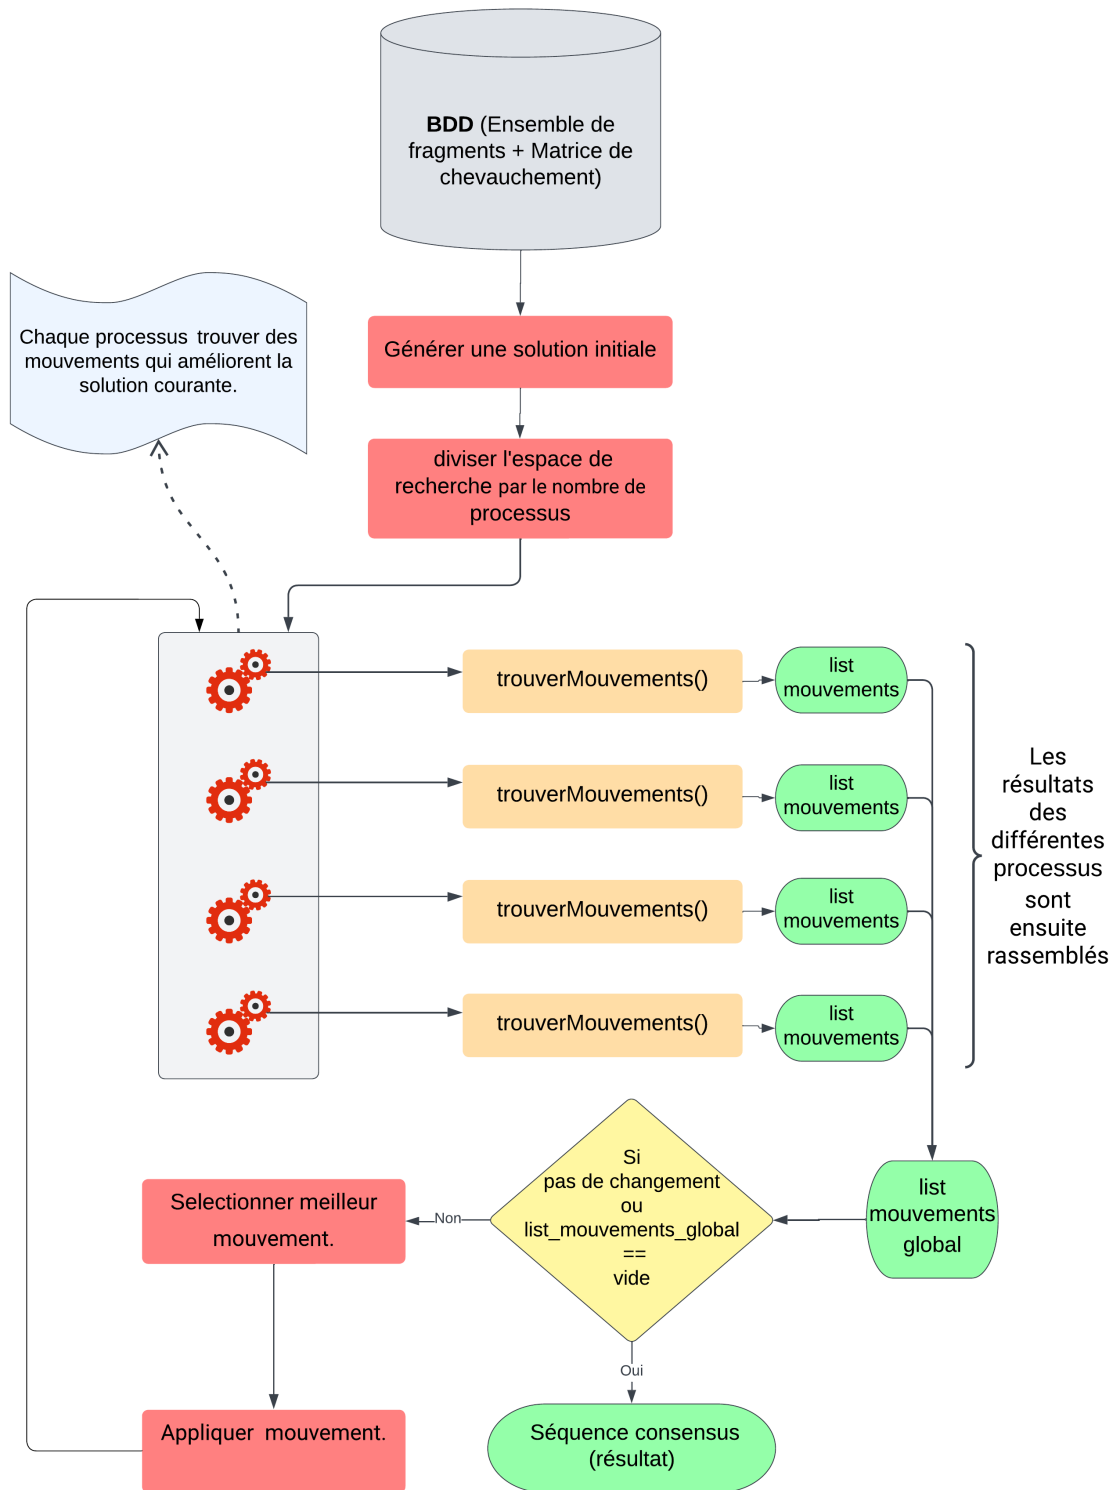 BDD (Ensemble de
fragments + Matrice de
chevauchement)
Chaque processus trouver des
mouvements qui améliorent la
solution courante.
Générer une solution initiale
diviser l'espace de
recherche par le nombre de
processus
trouverMouvements()
list
mouvements
trouverMouvements()
list
mouvements
trouverMouvements()
list
mouvements
trouverMouvements()
list
mouvements
Les
résultats
des
différentes
processus
sont
ensuite
rassemblés
list
mouvements
global
Si
pas de changement
ou
list_mouvements_global
==
vide
Non
Selectionner meilleur
mouvement.
Oui
Appliquer mouvement.
Séquence consensus
(résultat)